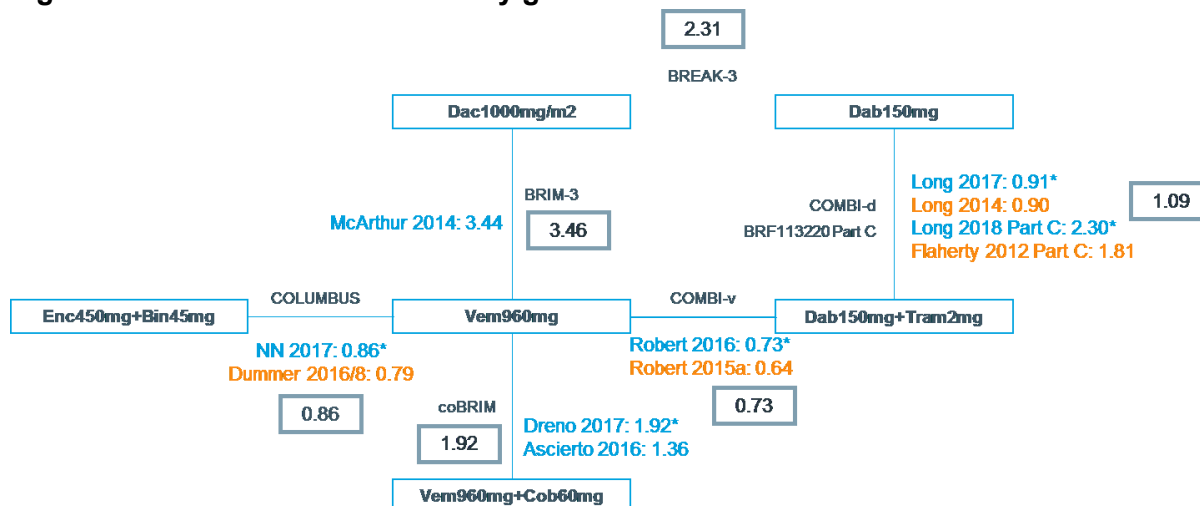 2.31
BREAK-3
Dac1000mg/m2
Dab150mg
McArthur 2014: 3.44
BRIM-3
3.46
COMBI-d
BRF113220 Part C
Long 2017: 0.91*
Long 2014: 0.90
Long 2018 Part C: 2.30*
Flaherty 2012 Part C: 1.81
1.09
Enc450mg+Bin45mg
COLUMBUS
Vem960mg
COMBI-v
Dab150mg+Tram2mg
NN 2017: 0.86*
Dummer 2016/8: 0.79
0.86
Robert 2016: 0.73*
Robert 2015a: 0.64
0.73
coBRIM
1.92
Dreno 2017: 1.92*
Ascierto 2016: 1.36
Vem960mg+Cob60mg